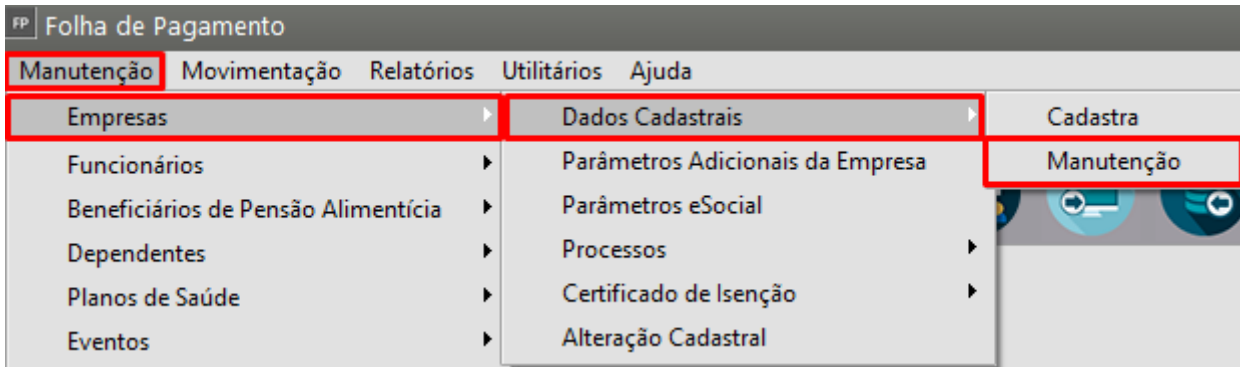 FP Folha de Pagamento
Manutenção Movimentação Relatórios Utilitários Ajuda
Empresas Dados Cadastrais Cadastra
Funcionários Parâmetros Adicionais da Empresa Manutenção
Beneficiários de Pensão Alimentícia Parâmetros eSocial
Dependentes Processos
Planos de Saúde Certificado de Isenção
Eventos Alteração Cadastral